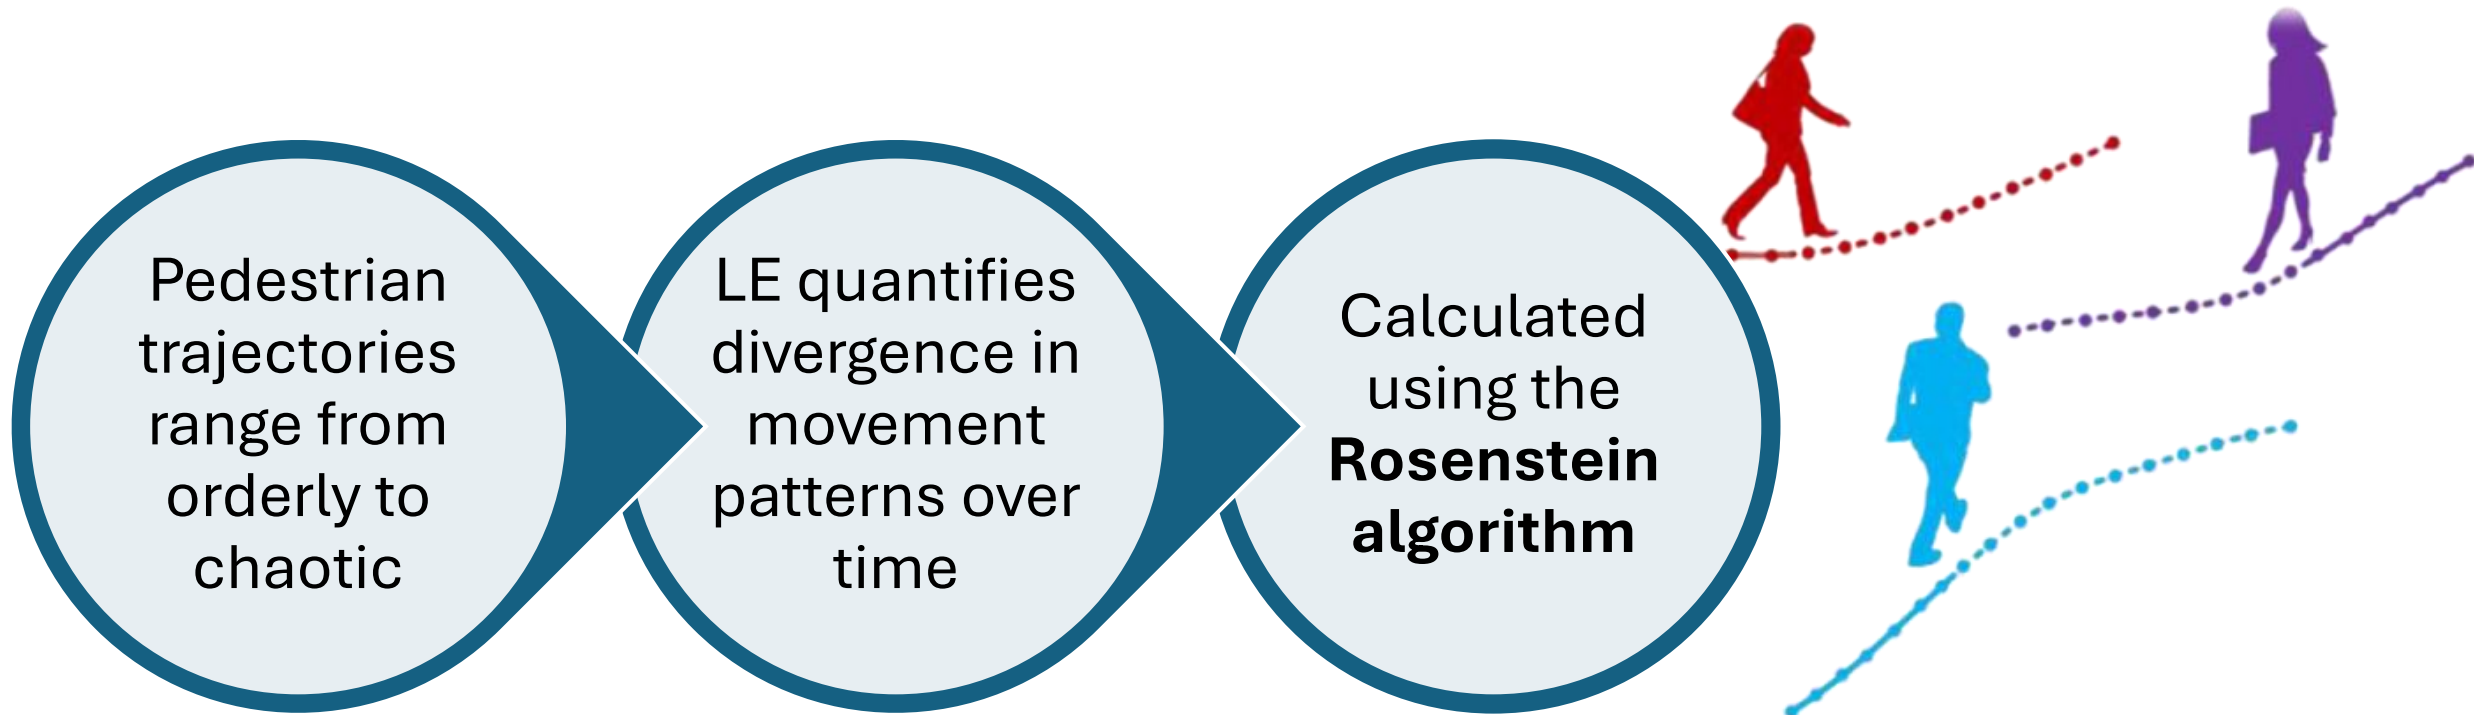 Pedestrian
trajectories
range from
orderly to
chaotic
LE quantifies
divergence in
movement
patterns over
time
Calculated
using the
Rosenstein
algorithm